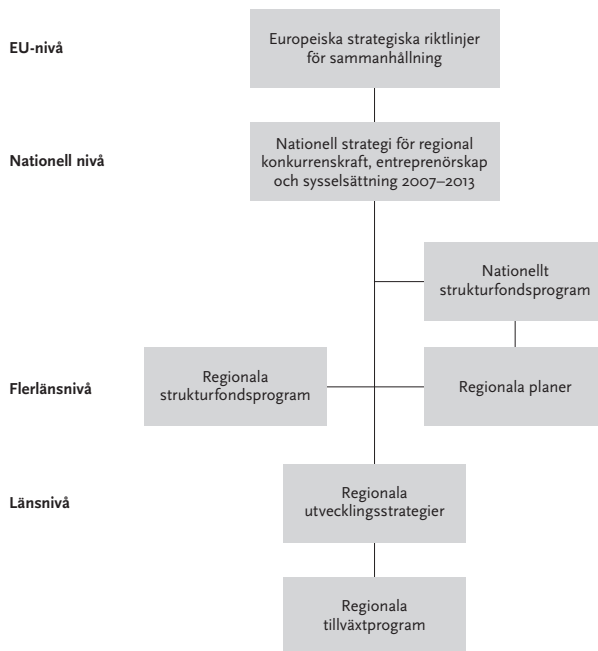 EU-nivå
Europeiska strategiska riktlinjer
för sammanhållning
Nationell nivå
Nationell strategi för regional
konkurrenskraft, entreprenörskap
och sysselsättning 2007–2013
Nationellt
strukturfondsprogram
Flerlänsnivå
Regionala
strukturfondsprogram
Regionala planer
Länsnivå
Regionala
utvecklingsstrategier
Regionala
tillväxtprogram